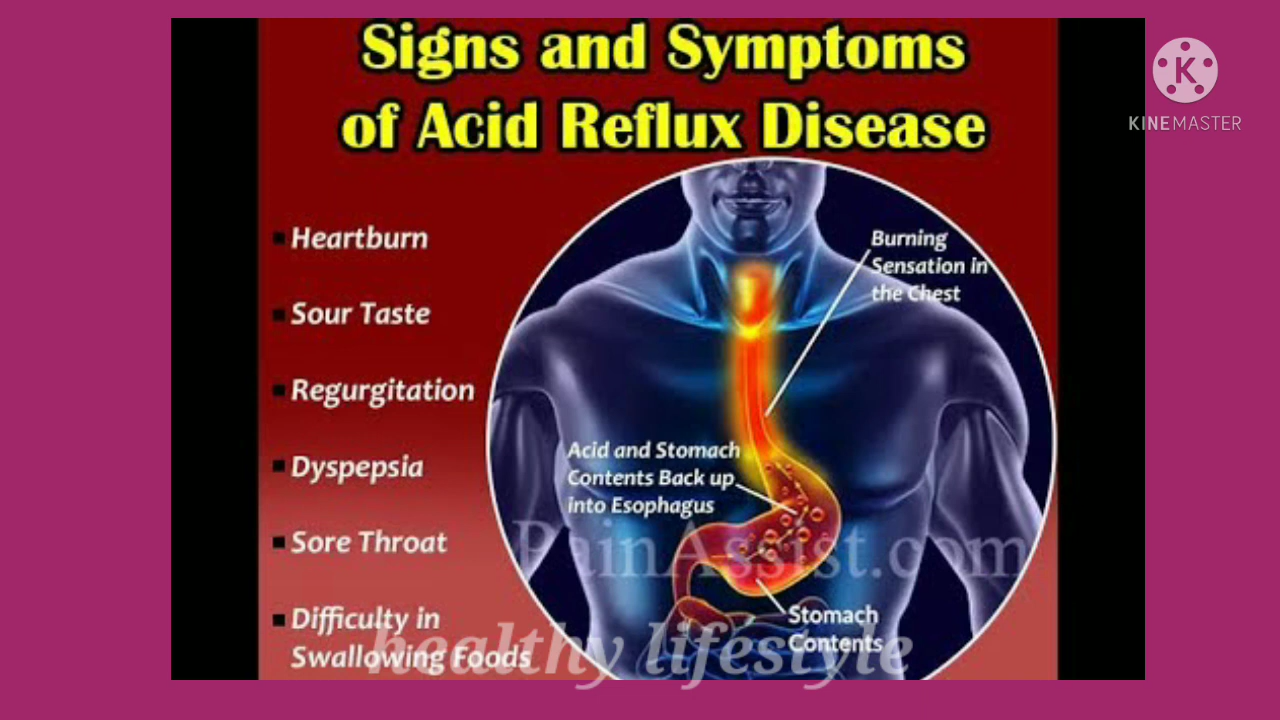 Signs and Symptoms
of Acid Reflux Disease
K
KINEMASTER
Heartburn
Sour Taste
Regurgitation
Dyspepsia
Sore Throat
Difficulty in
Swallowing Foods
Burning
Sensation in
the Chest
Acid and Stomach
Contents Back up
into Esophagus
PainAssist.com
Stomach
Contents
healthy lifestyle